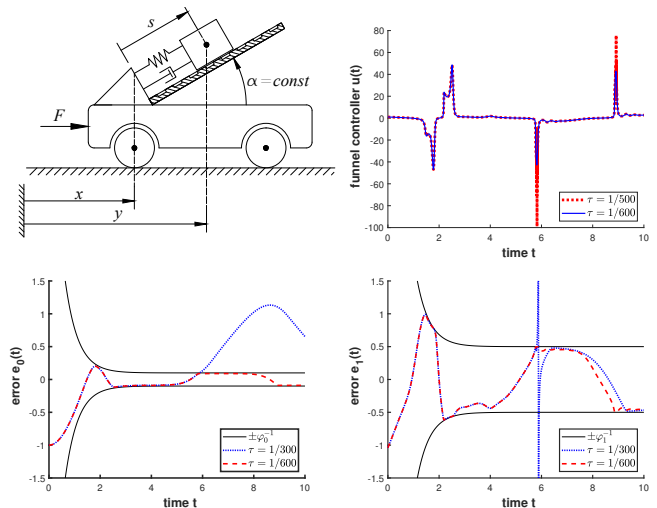 s
α=const
F
x
y
funnel controller u(t)
80
60
40
20
0
-20
-40
-60
-80
-100
0
2
4
6
8
10
time t
τ = 1/500
τ = 1/600
error e₀(t)
1.5
1
0.5
0
-0.5
-1
-1.5
0
2
4
6
8
10
time t
±φ₀⁻¹
τ = 1/300
τ = 1/600
error e₁(t)
1.5
1
0.5
0
-0.5
-1
-1.5
0
2
4
6
8
10
time t
±φ₁⁻¹
τ = 1/300
τ = 1/600